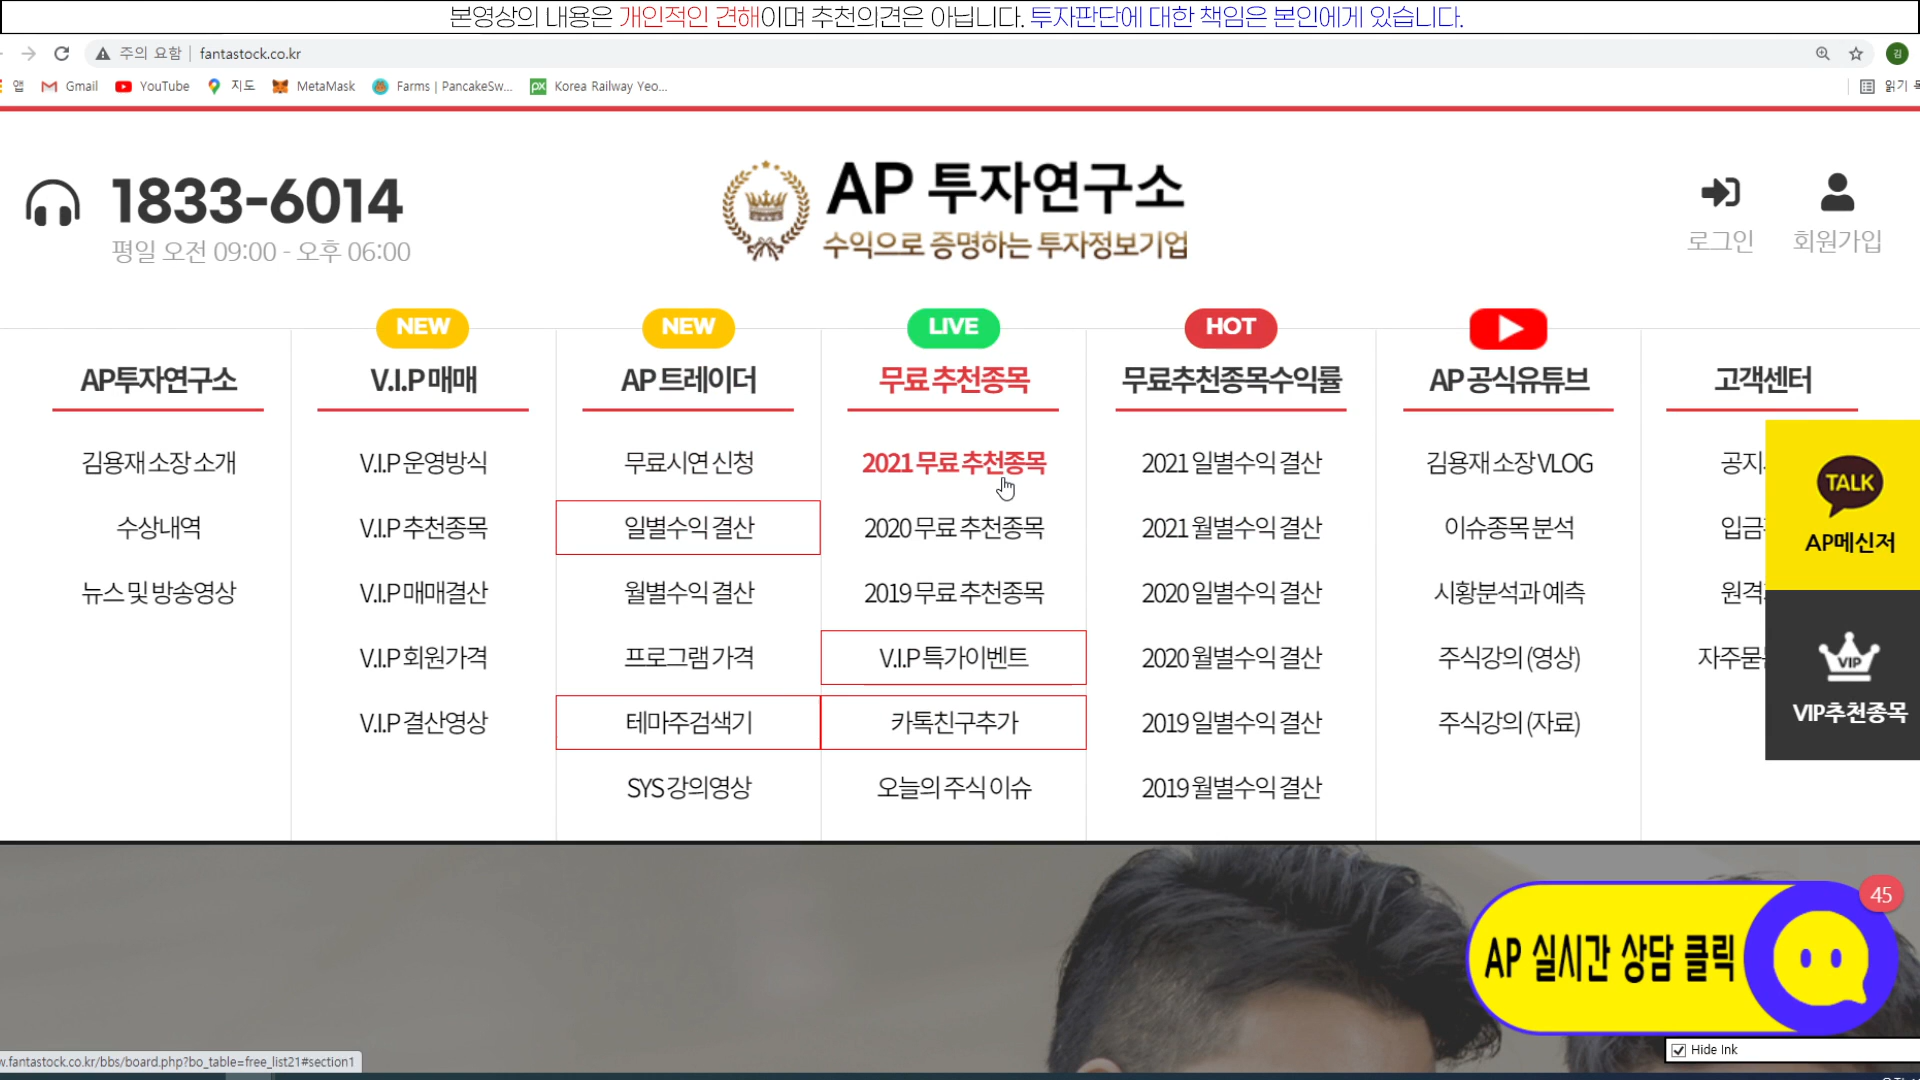 본영상의 내용은 개인적인 견해이며 추천의견은 아닙니다. 투자판단에 대한 책임은 본인에게 있습니다.
주의 요함 | fantastock.co.kr
김
앱 Gmail YouTube 지도 MetaMask Farms | PancakeSw... Korea Railway Yeo... 읽기
1833-6014
평일 오전 09:00 - 오후 06:00
AP 투자연구소
수익으로 증명하는 투자정보기업
로그인 회원가입
NEW NEW LIVE HOT
AP투자연구소 V.I.P 매매 AP 트레이더 무료 추천종목 무료추천종목수익률 AP 공식유튜브 고객센터
김용재 소장 소개 V.I.P 운영방식 무료시연 신청 2021 무료 추천종목 2021 일별수익 결산 김용재 소장 VLOG 공지
수상내역 V.I.P 추천종목 일별수익 결산 2020 무료 추천종목 2021 월별수익 결산 이슈종목 분석 입금
뉴스 및 방송영상 V.I.P 매매결산 월별수익 결산 2019 무료 추천종목 2020 일별수익 결산 시황분석과 예측 원격
V.I.P 회원가격 프로그램 가격 V.I.P 특가이벤트 2020 월별수익 결산 주식강의 (영상) 자주묻
V.I.P 결산영상 테마주검색기 카톡친구추가 2019 일별수익 결산 주식강의 (자료)
SYS 강의영상 오늘의 주식 이슈 2019 월별수익 결산
TALK
AP메신저
VIP
VIP추천종목
45
AP 실시간 상담 클릭
Hide Ink
w.fantastock.co.kr/bbs/board.php?bo_table=free_list21#section1